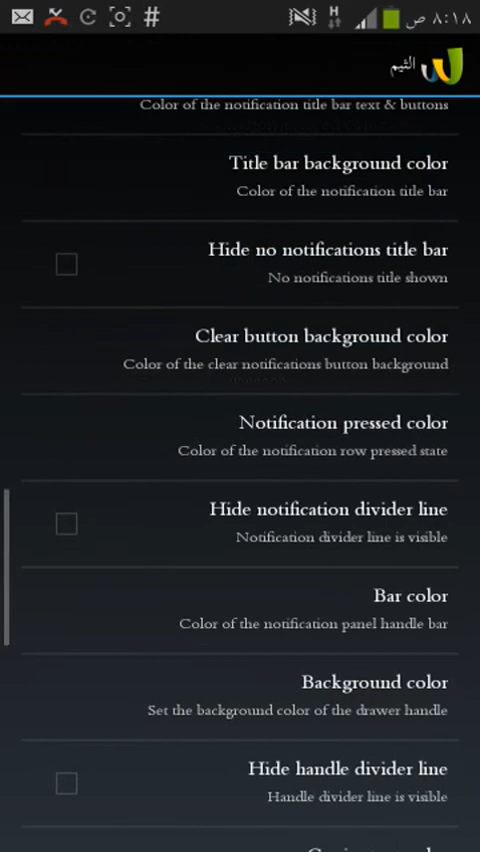 # H ٨:١٨ ص
الثيم
Color of the notification title bar text & buttons
Title bar background color
Color of the notification title bar
Hide no notifications title bar
No notifications title shown
Clear button background color
Color of the clear notifications button background
Notification pressed color
Color of the notification row pressed state
Hide notification divider line
Notification divider line is visible
Bar color
Color of the notification panel handle bar
Background color
Set the background color of the drawer handle
Hide handle divider line
Handle divider line is visible